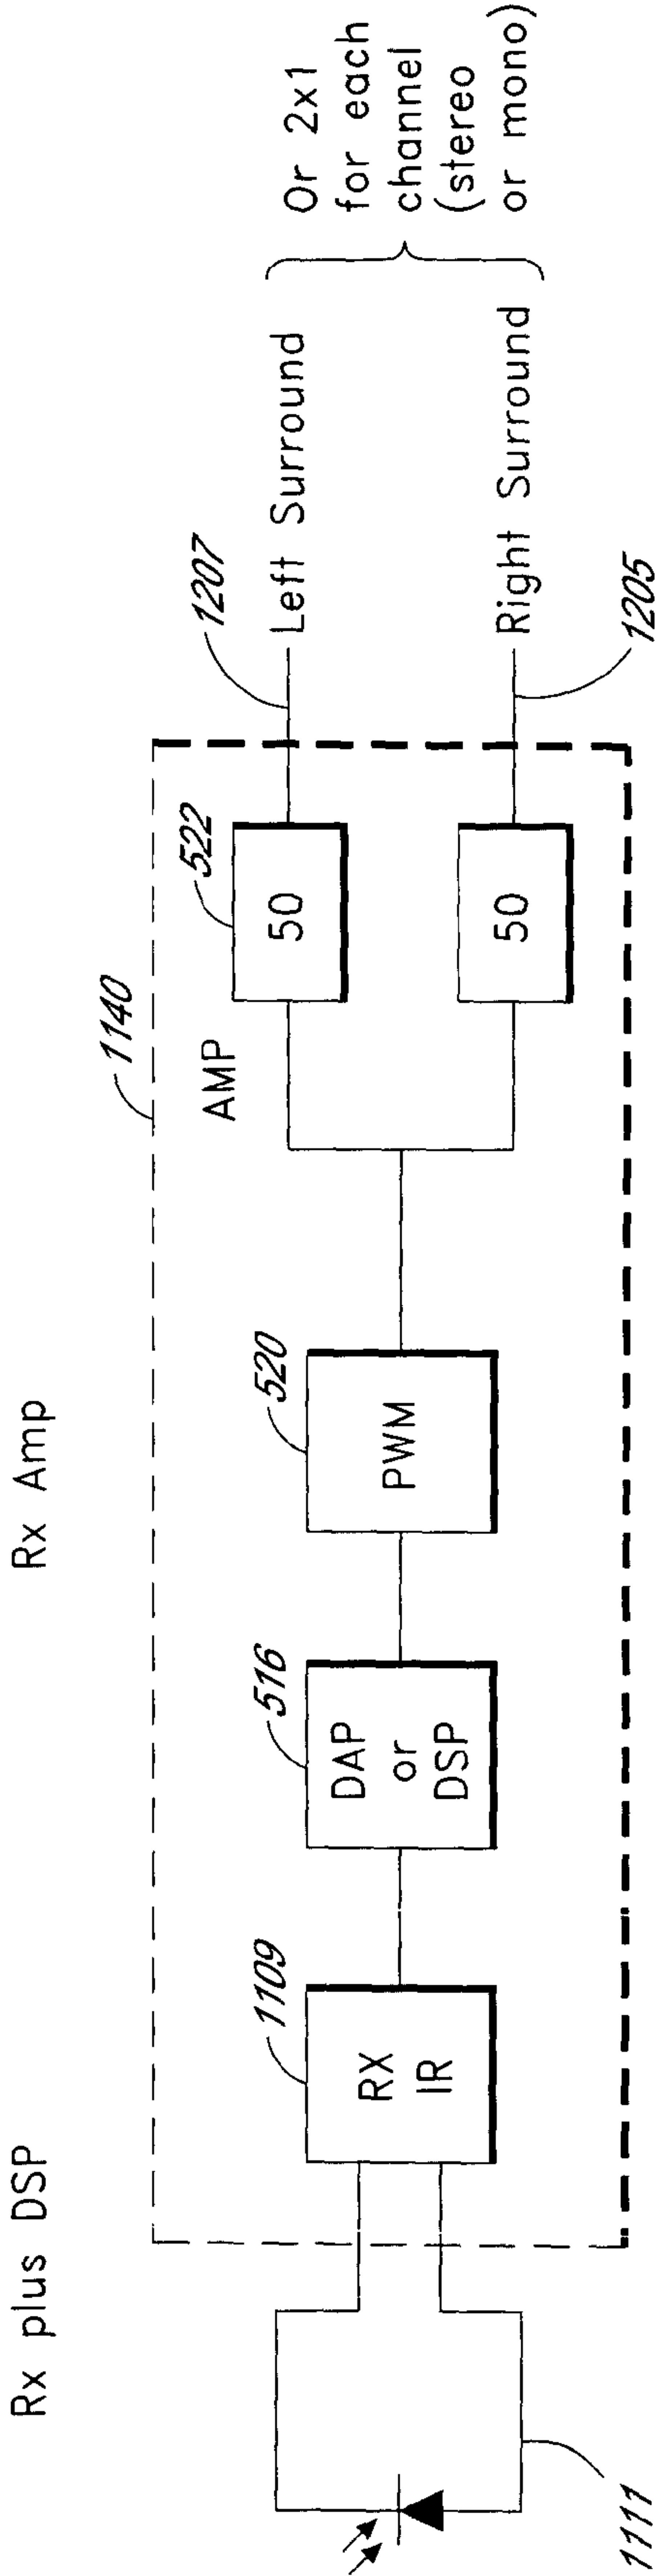 Rx plus DSP
Rx Amp
1140
1111
1109
RX
IR
516
DAP
or
DSP
520
PWM
AMP
522
50
50
1207
Left Surround
1205
Right Surround
Or 2x1
for each
channel
(stereo
or mono)